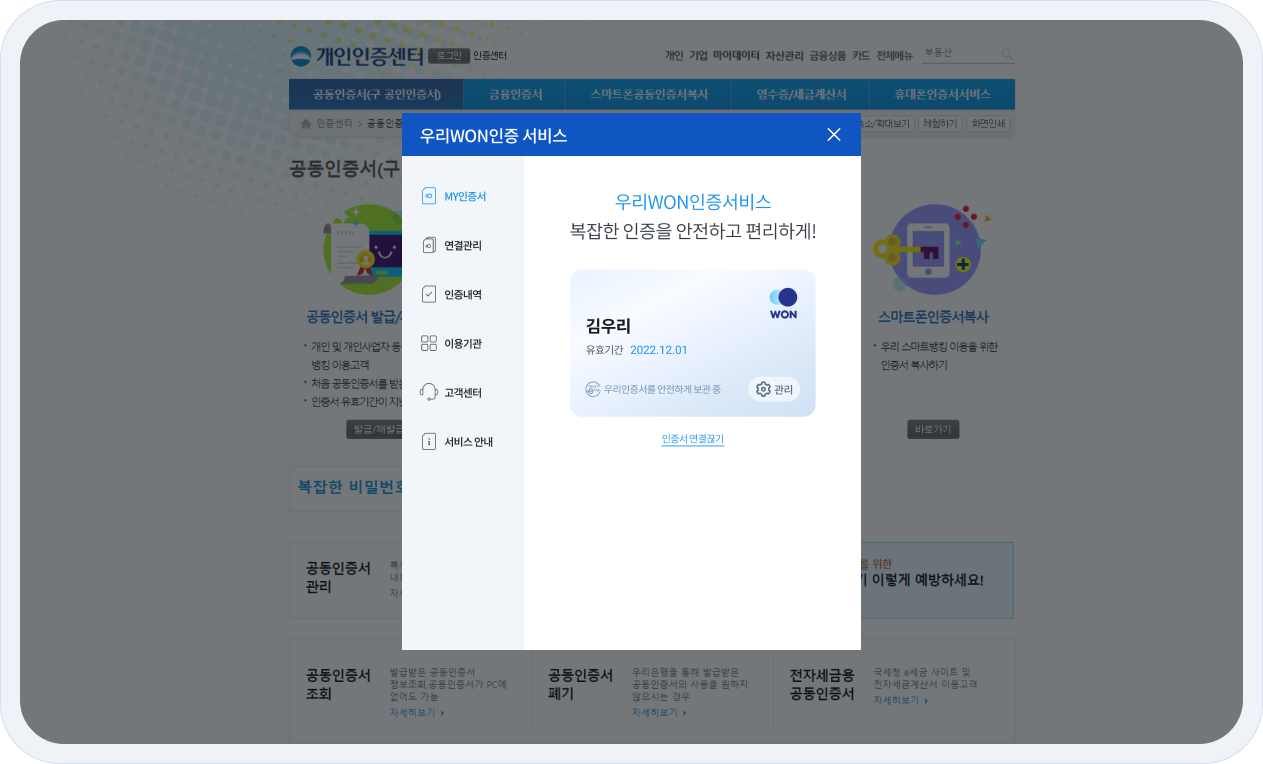 개인인증센터
로그인
인증센터
개인 기업 마이데이터 자산관리 금융상품 카드 전체메뉴
부동산
공동인증서(구 공인인증서)
금융인증서
스마트폰공동인증서복사
영수증/세금계산서
휴대폰인증서서비스
인증센터 > 공동인증
소/확대보기
체험하기
화면인쇄
공동인증서(구
우리WON인증 서비스
MY인증서
연결관리
인증내역
이용기관
고객센터
서비스 안내
우리WON인증서비스
복잡한 인증을 안전하고 편리하게!
WON
김우리
유효기간 2022.12.01
우리인증서를 안전하게 보관 중
관리
인증서 연결끊기
공동인증서 발급/
• 개인 및 개인사업자 등
뱅킹 이용고객
• 처음 공동인증서를 받은
• 인증서 유효기간이 지난
발급/재발급
스마트폰인증서복사
• 우리 스마트뱅킹 이용을 위한
인증서 복사하기
바로가기
복잡한 비밀번호
공동인증서
관리
를 위한
이렇게 예방하세요!
공동인증서
조회
발급받은 공동인증서
정보조회,공동인증서가 PC에
없어도 가능
자세히보기 ›
공동인증서
폐기
우리은행을 통해 발급받은
공동인증서의 사용을 원하지
않으시는 경우
자세히보기 ›
전자세금용
공동인증서
국세청 e세금 사이트 및
전자세금계산서 이용고객
자세히보기 ›